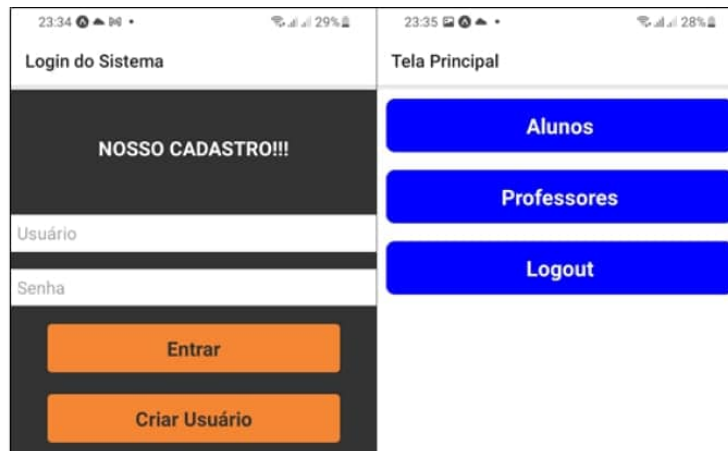 23:34
29%
Login do Sistema
NOSSO CADASTRO!!!
Usuário
Senha
Entrar
Criar Usuário
23:35
28%
Tela Principal
Alunos
Professores
Logout